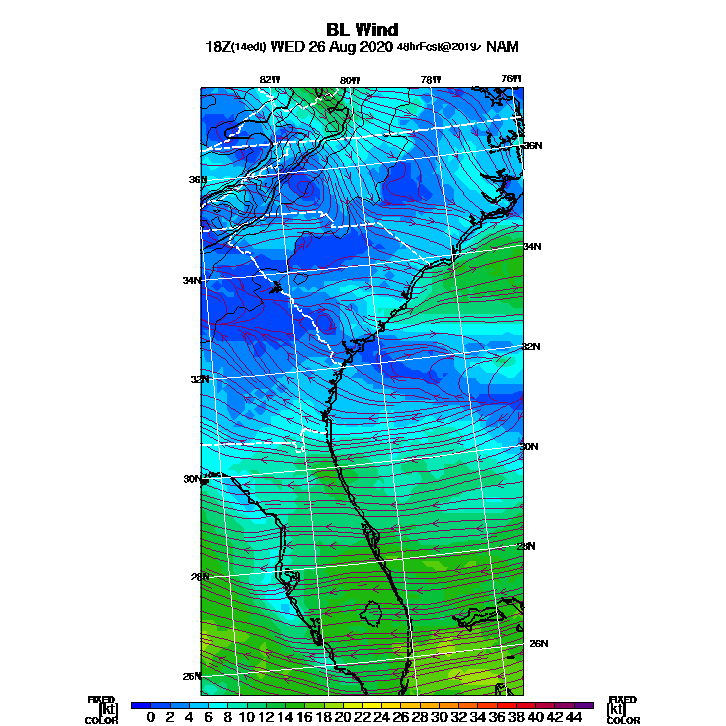 BL Wind
18Z(14edt) WED 26 Aug 2020 48hrFcst@2019z NAM
82W 80W 78W 76W
36N
36N
34N
34N
32N
32N
30N
30N
28N
28N
26N
26N
FIXED FIXED
[kt] 0 2 4 6 8 10 12 14 16 18 20 22 24 26 28 30 32 34 36 38 40 42 44 [kt]
COLOR COLOR